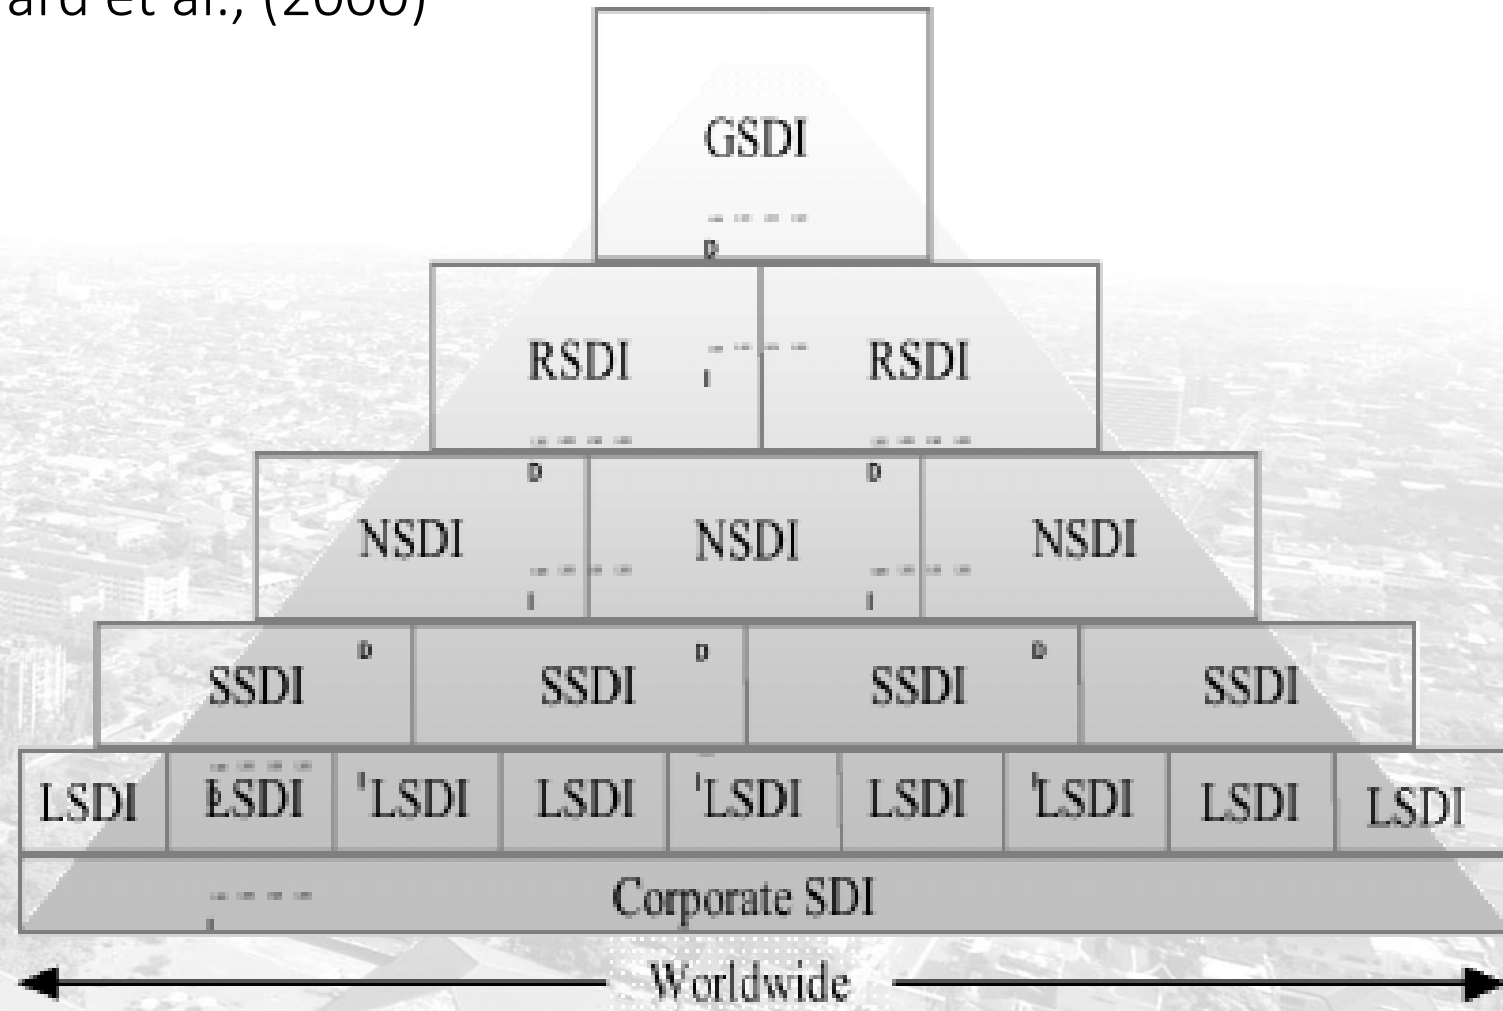 ard et al., (2000)
GSDI
D
RSDI RSDI
I
D D
NSDI NSDI NSDI
I I
D D D
SSDI SSDI SSDI SSDI
LSDI LSDI LSDI LSDI LSDI LSDI LSDI LSDI LSDI
Corporate SDI
Worldwide